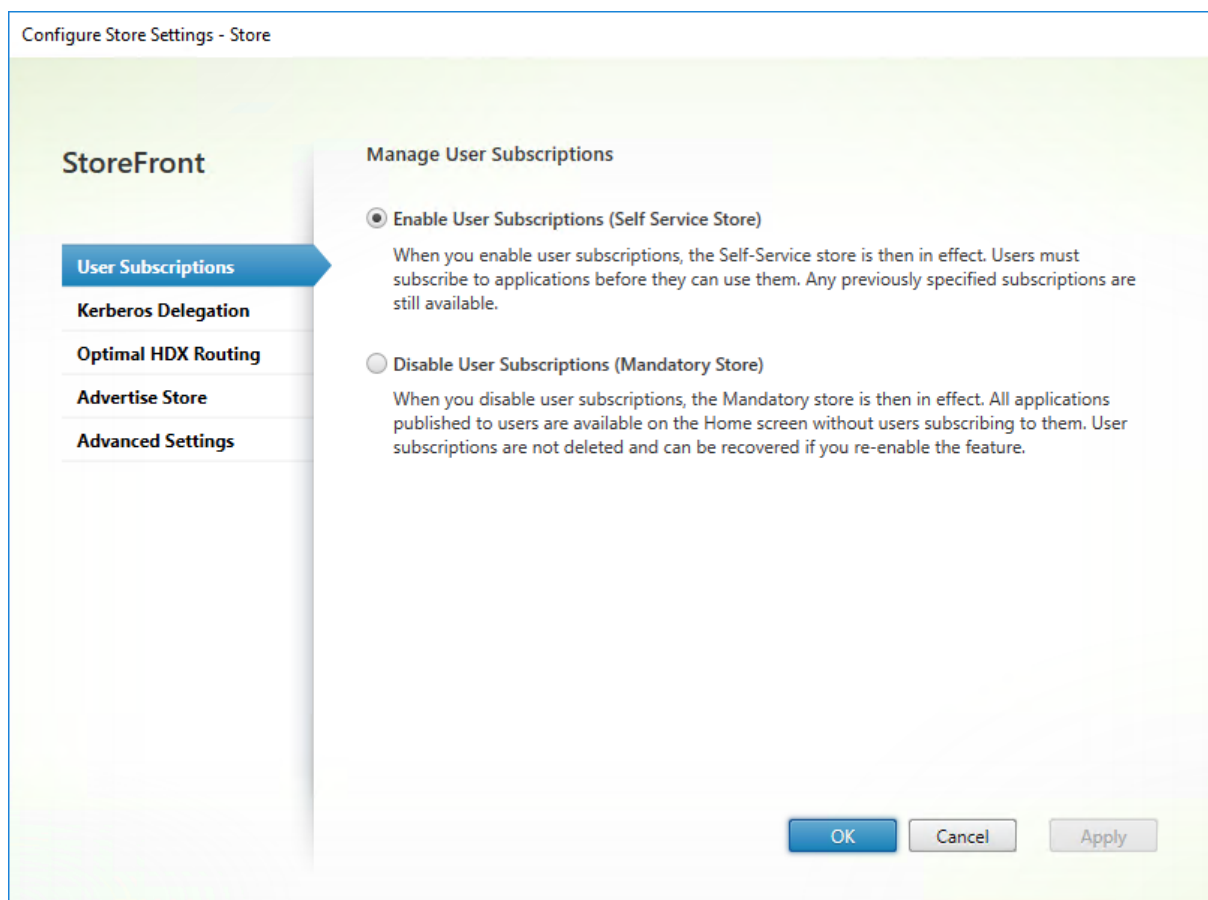 Configure Store Settings - Store
StoreFront
User Subscriptions
Kerberos Delegation
Optimal HDX Routing
Advertise Store
Advanced Settings
Manage User Subscriptions
Enable User Subscriptions (Self Service Store)
When you enable user subscriptions, the Self-Service store is then in effect. Users must
subscribe to applications before they can use them. Any previously specified subscriptions are
still available.
Disable User Subscriptions (Mandatory Store)
When you disable user subscriptions, the Mandatory store is then in effect. All applications
published to users are available on the Home screen without users subscribing to them. User
subscriptions are not deleted and can be recovered if you re-enable the feature.
OK
Cancel
Apply